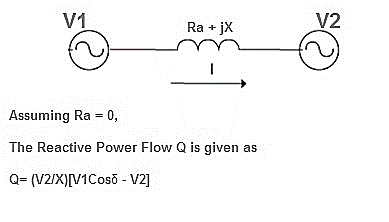 V1 V2
Ra + jX
I
Assuming Ra = 0,
The Reactive Power Flow Q is given as
Q= (V2/X)[V1Cosδ - V2]